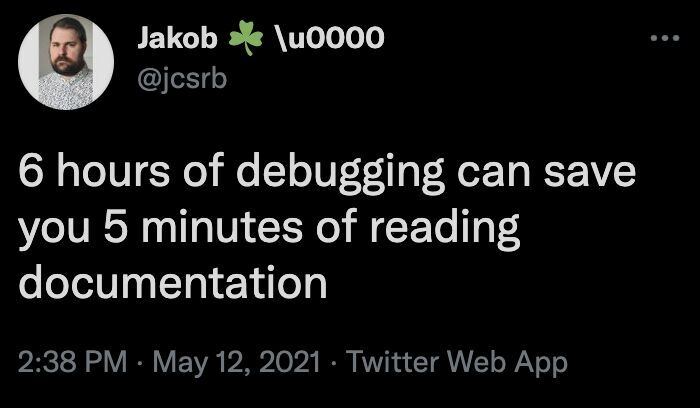 Jakob ☘️ \u0000
@jcsrb
6 hours of debugging can save
you 5 minutes of reading
documentation
2:38 PM · May 12, 2021 · Twitter Web App